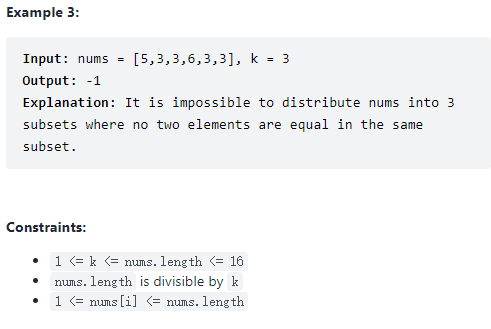 Example 3:
Input: nums = [5,3,3,6,3,3], k = 3
Output: -1
Explanation: It is impossible to distribute nums into 3
subsets where no two elements are equal in the same
subset.
Constraints:
• 1 <= k <= nums.length <= 16
• nums.length is divisible by k
• 1 <= nums[i] <= nums.length